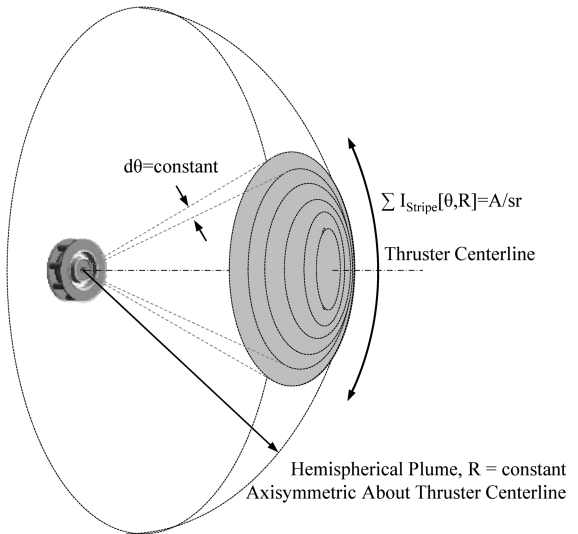 dθ=constant
∑ I_Stripe[θ,R]=A/sr
Thruster Centerline
Hemispherical Plume, R = constant
Axisymmetric About Thruster Centerline